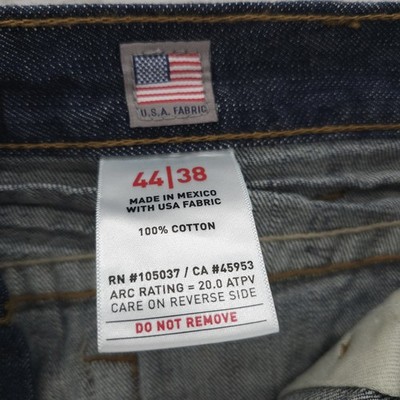 U.S.A. FABRIC
44|38
MADE IN MEXICO
WITH USA FABRIC
100% COTTON
RN #105037 / CA #45953
ARC RATING = 20.0 ATPV
CARE ON REVERSE SIDE
DO NOT REMOVE